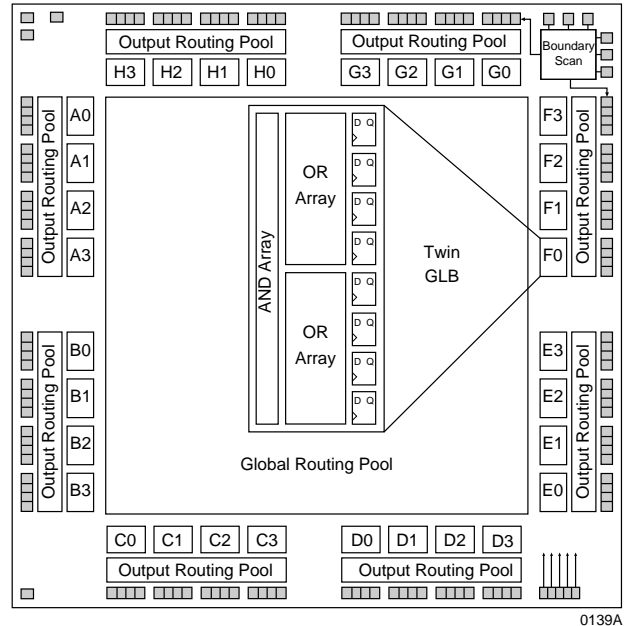 Output Routing Pool
Output Routing Pool
Boundary
Scan
H3 H2 H1 H0
G3 G2 G1 G0
Output Routing Pool
A0
A1
A2
A3
Output Routing Pool
B0
B1
B2
B3
AND Array
OR
Array
OR
Array
D Q
D Q
D Q
D Q
D Q
D Q
D Q
D Q
Twin
GLB
Global Routing Pool
F3
F2
F1
F0
Output Routing Pool
E3
E2
E1
E0
Output Routing Pool
C0 C1 C2 C3
D0 D1 D2 D3
Output Routing Pool
Output Routing Pool
0139A